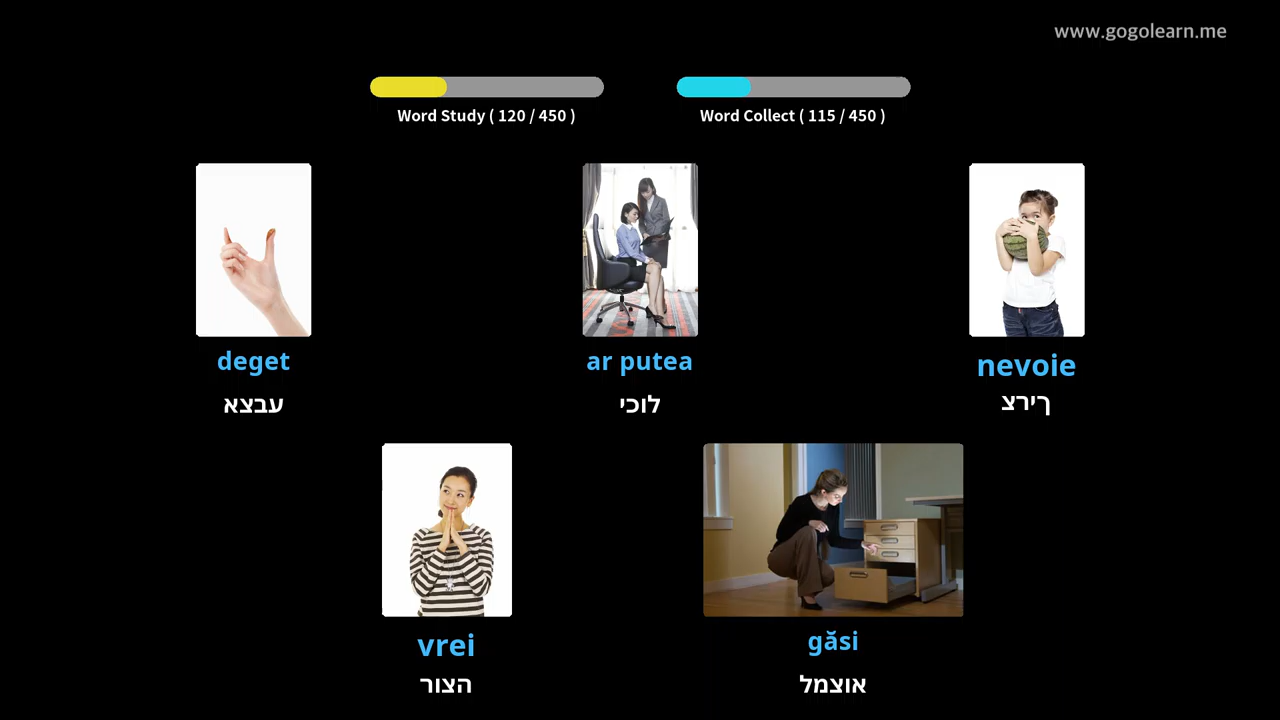 www.gogolearn.me
Word Study ( 120 / 450 )
Word Collect ( 115 / 450 )
deget
עבצא
ar putea
לוכי
nevoie
ךירצ
vrei
הצור
găsi
אוצמל